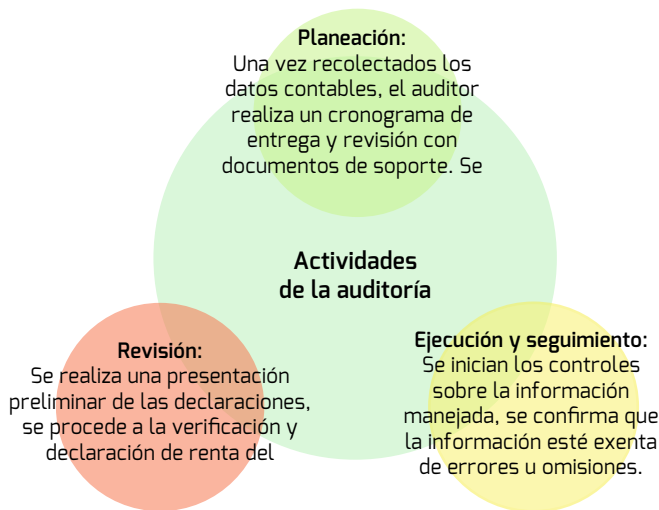 Planeación:
Una vez recolectados los
datos contables, el auditor
realiza un cronograma de
entrega y revisión con
documentos de soporte. Se
Actividades
de la auditoría
Revisión:
Se realiza una presentación
preliminar de las declaraciones,
se procede a la verificación y
declaración de renta del
Ejecución y seguimiento:
Se inician los controles
sobre la información
manejada, se confirma que
la información esté exenta
de errores u omisiones.